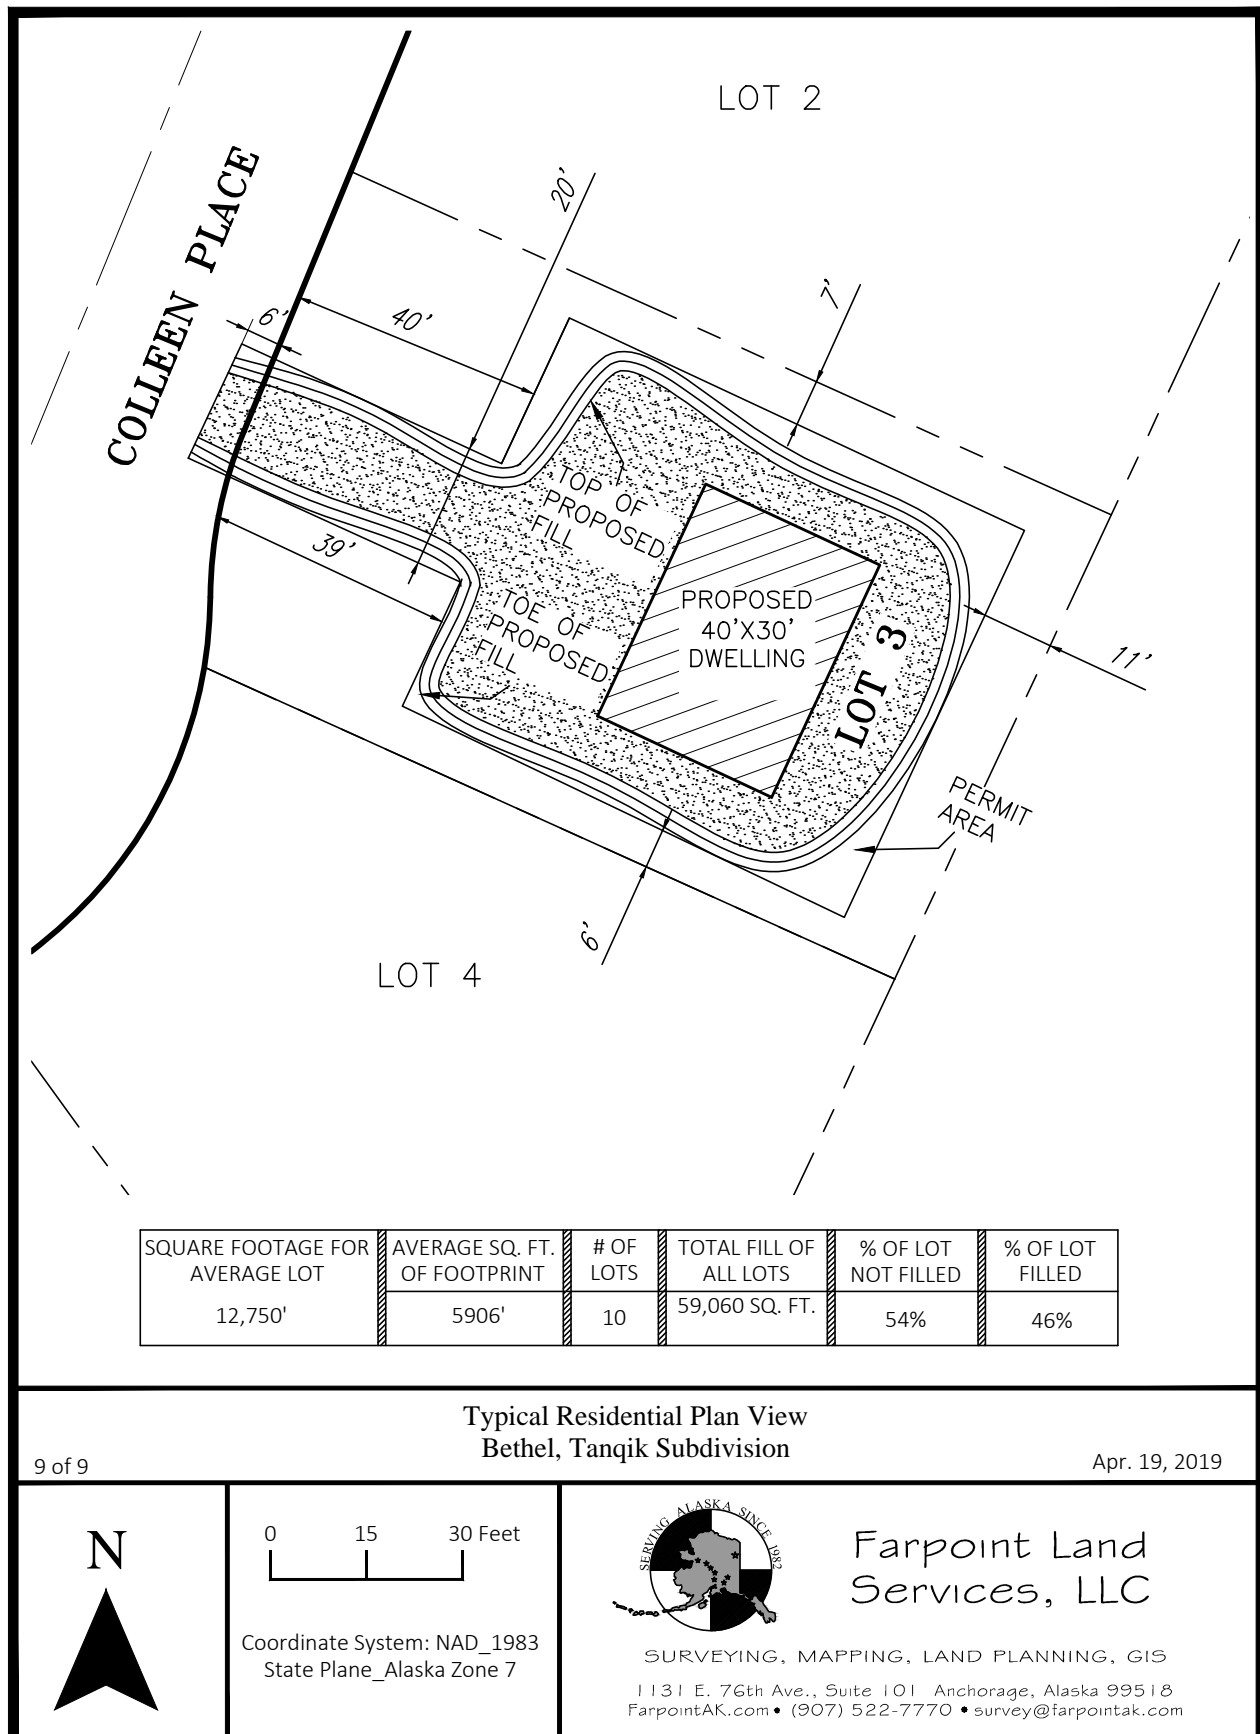 LOT 2
COLLEEN PLACE
20'
7'
6'
40'
TOP OF
PROPOSED
FILL
39'
TOE OF
PROPOSED
FILL
PROPOSED
40'X30'
DWELLING
LOT 3
11'
PERMIT
AREA
6'
LOT 4
SQUARE FOOTAGE FOR AVERAGE LOT
AVERAGE SQ. FT. OF FOOTPRINT
# OF LOTS
TOTAL FILL OF ALL LOTS
% OF LOT NOT FILLED
% OF LOT FILLED
12,750' 5906' 10 59,060 SQ. FT. 54% 46%
Typical Residential Plan View
Bethel, Tanqik Subdivision
9 of 9
Apr. 19, 2019
N
0 15 30 Feet
Coordinate System: NAD_1983
State Plane_Alaska Zone 7
SERVING ALASKA SINCE 1982
Farpoint Land
Services, LLC
SURVEYING, MAPPING, LAND PLANNING, GIS
1131 E. 76th Ave., Suite 101 Anchorage, Alaska 99518
FarpointAK.com • (907) 522-7770 • survey@farpointak.com